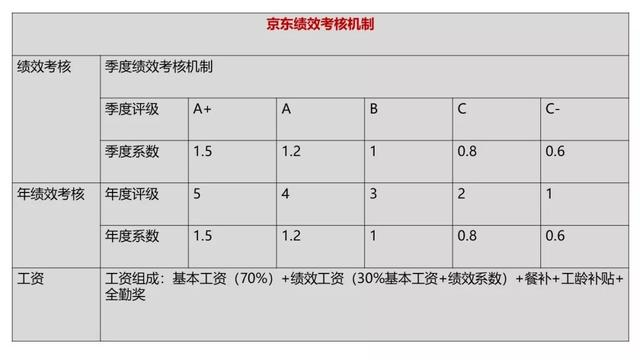 京东绩效考核机制
绩效考核 季度绩效考核机制
季度评级 A+ A B C C-
季度系数 1.5 1.2 1 0.8 0.6
年绩效考核 年度评级 5 4 3 2 1
年度系数 1.5 1.2 1 0.8 0.6
工资 工资组成：基本工资（70%）+绩效工资（30%基本工资+绩效系数）+餐补+工龄补贴+
全勤奖